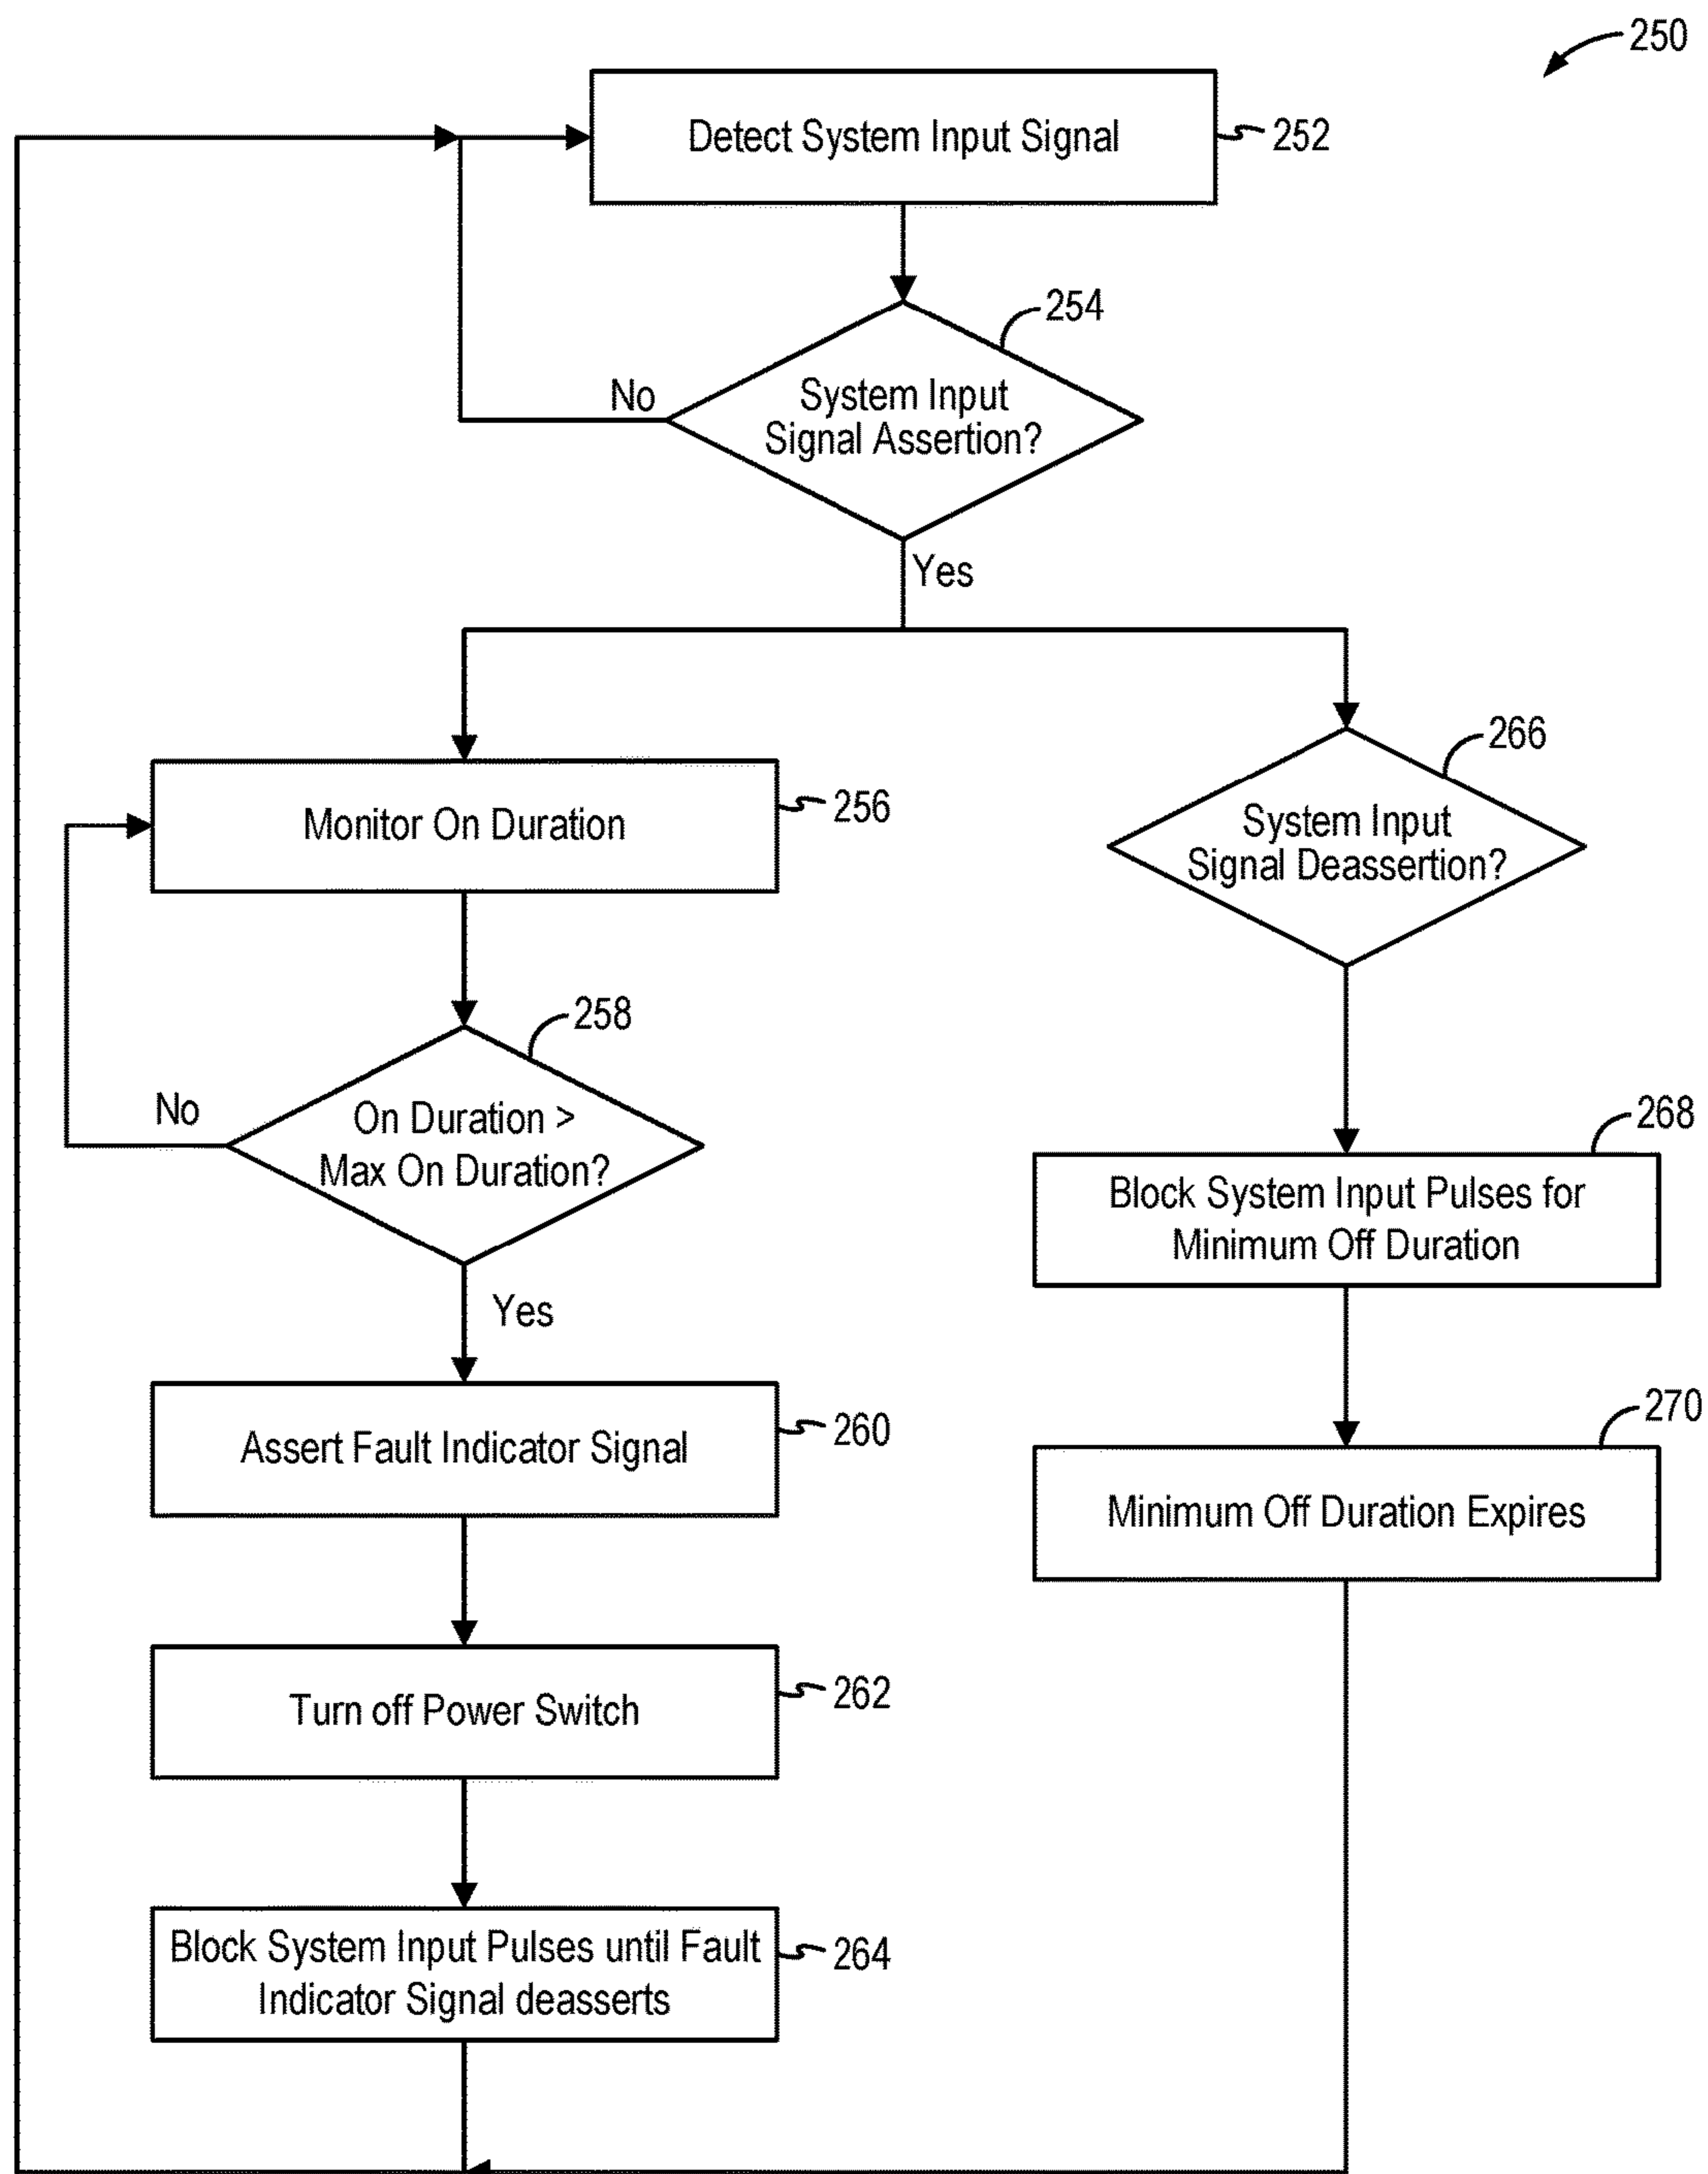 250
Detect System Input Signal
252
254
System Input
Signal Assertion?
No
Yes
Monitor On Duration
256
266
System Input
Signal Deassertion?
258
On Duration >
Max On Duration?
No
Yes
268
Block System Input Pulses for
Minimum Off Duration
Assert Fault Indicator Signal
260
270
Minimum Off Duration Expires
Turn off Power Switch
262
Block System Input Pulses until Fault
Indicator Signal deasserts
264